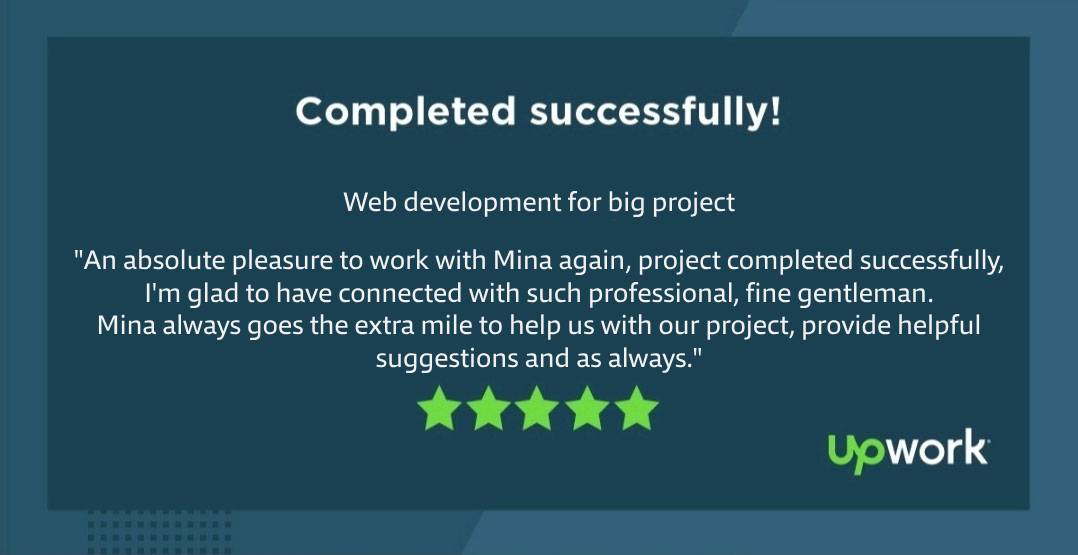 Completed successfully!
Web development for big project
"An absolute pleasure to work with Mina again, project completed successfully,
I'm glad to have connected with such professional, fine gentleman.
Mina always goes the extra mile to help us with our project, provide helpful
suggestions and as always."
upwork